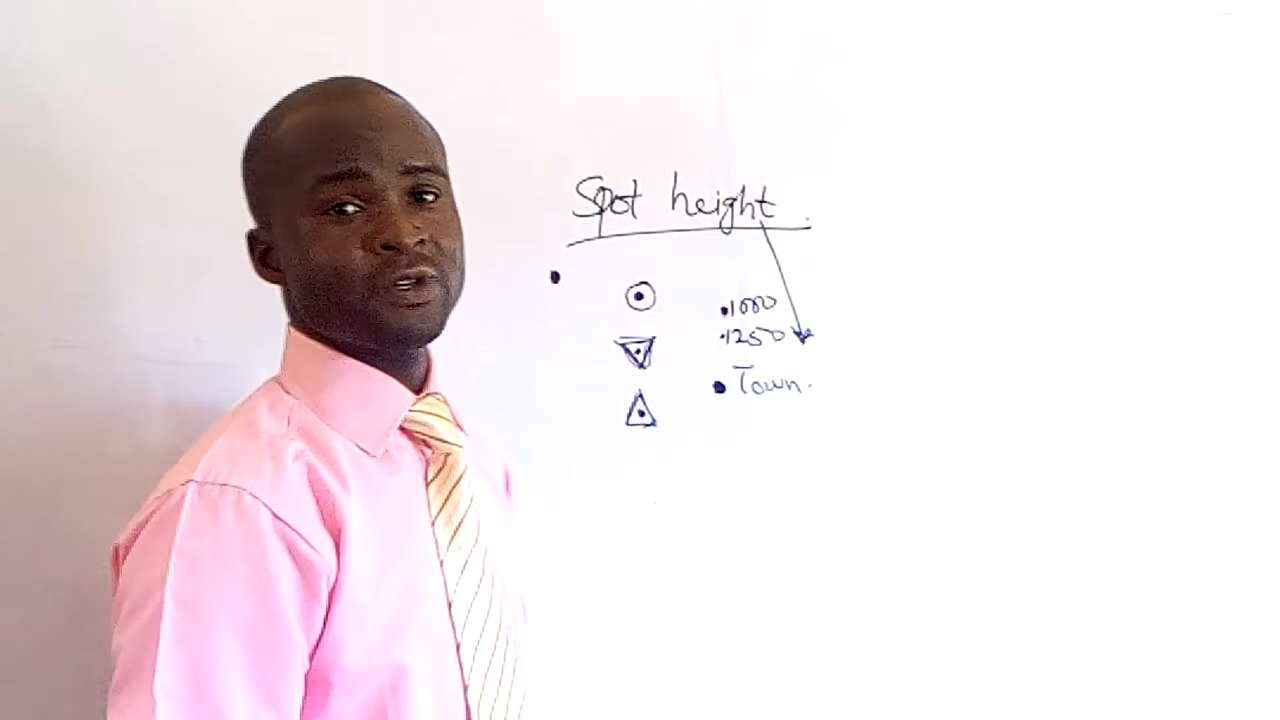 Spot height.
.1000
.1250
• Town.